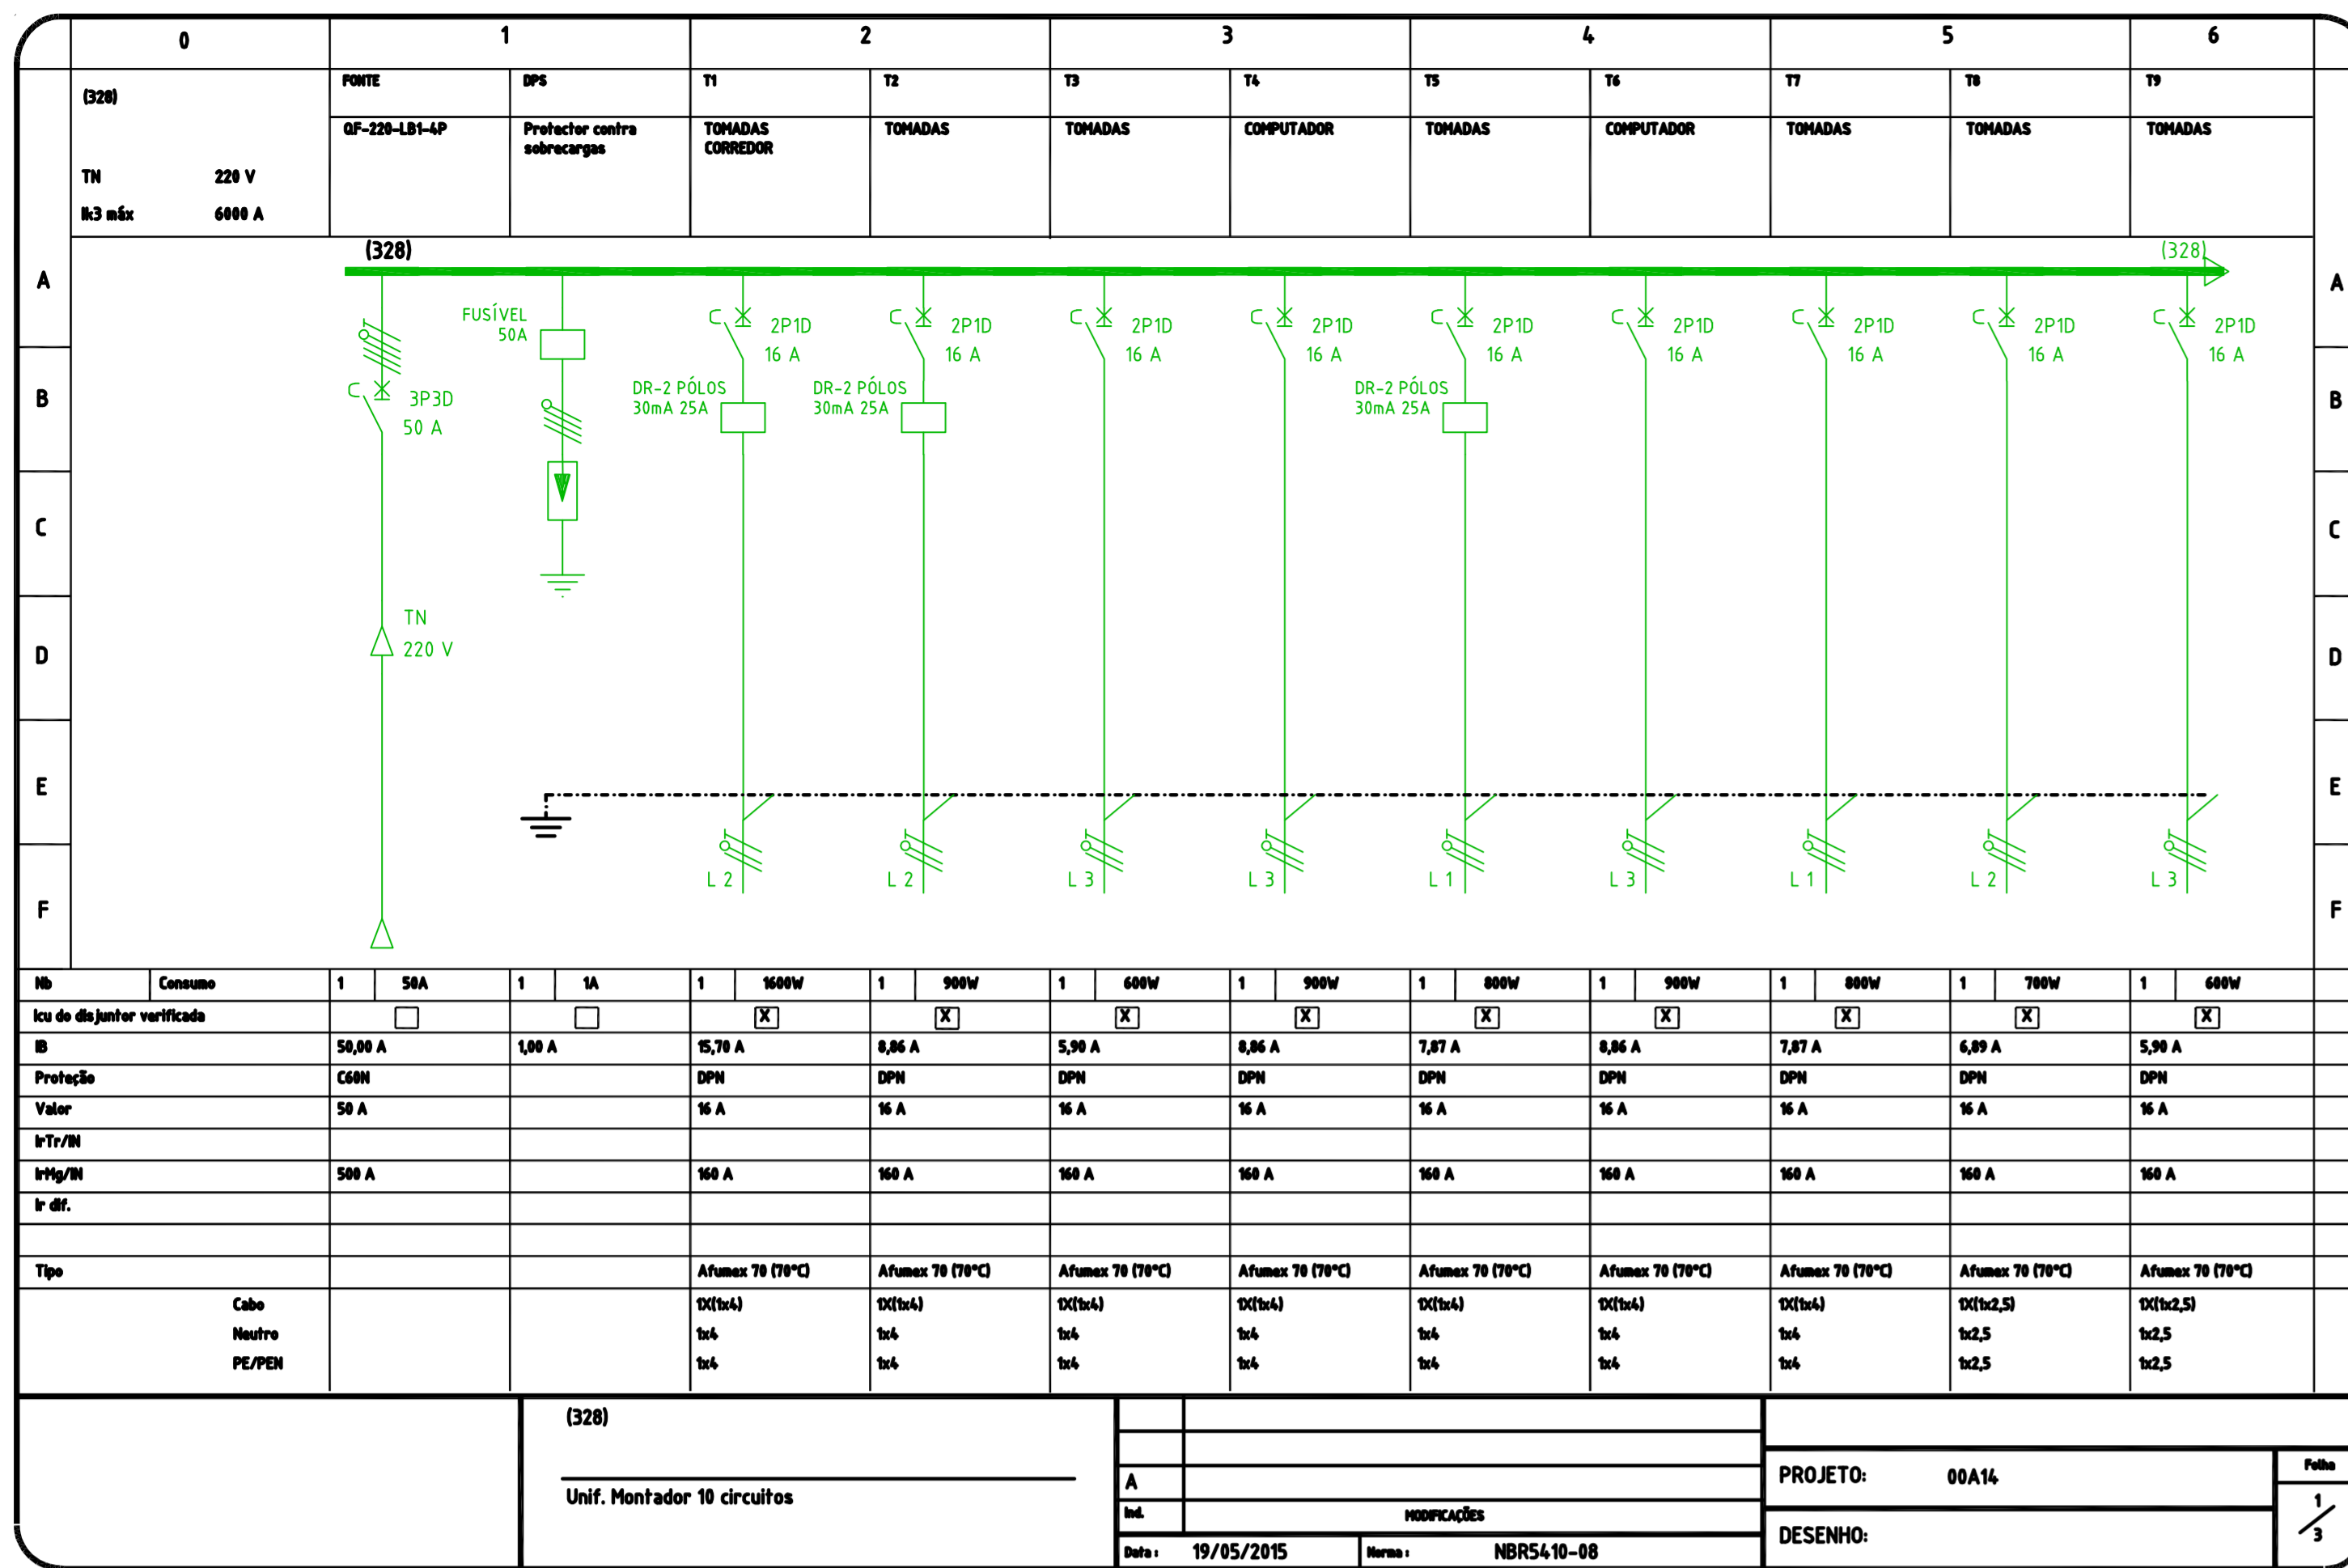 0 1 2 3 4 5 6
(328) FONTE DPS T1 T2 T3 T4 T5 T6 T7 T8 T9
QF-220-LB1-4P Protector contra TOMADAS TOMADAS TOMADAS COMPUTADOR TOMADAS COMPUTADOR TOMADAS TOMADAS TOMADAS
sobrecargas CORREDOR
TN 220 V
Ik3 máx 6000 A
(328) (328)
A A
FUSÍVEL
50A
C 2P1D C 2P1D C 2P1D C 2P1D C 2P1D C 2P1D C 2P1D C 2P1D C 2P1D
16 A 16 A 16 A 16 A 16 A 16 A 16 A 16 A 16 A
B C 3P3D DR-2 PÓLOS DR-2 PÓLOS DR-2 PÓLOS B
50 A 30mA 25A 30mA 25A 30mA 25A
C C
TN
D 220 V D
E E
L 2 L 2 L 3 L 3 L 1 L 3 L 1 L 2 L 3
F F
Nb Consumo 1 50A 1 1A 1 1600W 1 900W 1 600W 1 900W 1 800W 1 900W 1 800W 1 700W 1 600W
Icu do disjuntor verificada X X X X X X X X X
IB 50,00 A 1,00 A 15,70 A 8,86 A 5,90 A 8,86 A 7,87 A 8,86 A 7,87 A 6,89 A 5,90 A
Proteção C60N DPN DPN DPN DPN DPN DPN DPN DPN DPN
Valor 50 A 16 A 16 A 16 A 16 A 16 A 16 A 16 A 16 A 16 A
IrTr/IN
IrMg/IN 500 A 160 A 160 A 160 A 160 A 160 A 160 A 160 A 160 A 160 A
Ir dif.
Tipo Afumex 70 (70°C) Afumex 70 (70°C) Afumex 70 (70°C) Afumex 70 (70°C) Afumex 70 (70°C) Afumex 70 (70°C) Afumex 70 (70°C) Afumex 70 (70°C) Afumex 70 (70°C)
Cabo 1X(1x4) 1X(1x4) 1X(1x4) 1X(1x4) 1X(1x4) 1X(1x4) 1X(1x4) 1X(1x2,5) 1X(1x2,5)
Neutro 1x4 1x4 1x4 1x4 1x4 1x4 1x4 1x2,5 1x2,5
PE/PEN 1x4 1x4 1x4 1x4 1x4 1x4 1x4 1x2,5 1x2,5
(328)
Unif. Montador 10 circuitos
A
Ind. MODIFICAÇÕES
Data : 19/05/2015 Norma : NBR5410-08
PROJETO: 00A14
DESENHO:
Folha
1/3